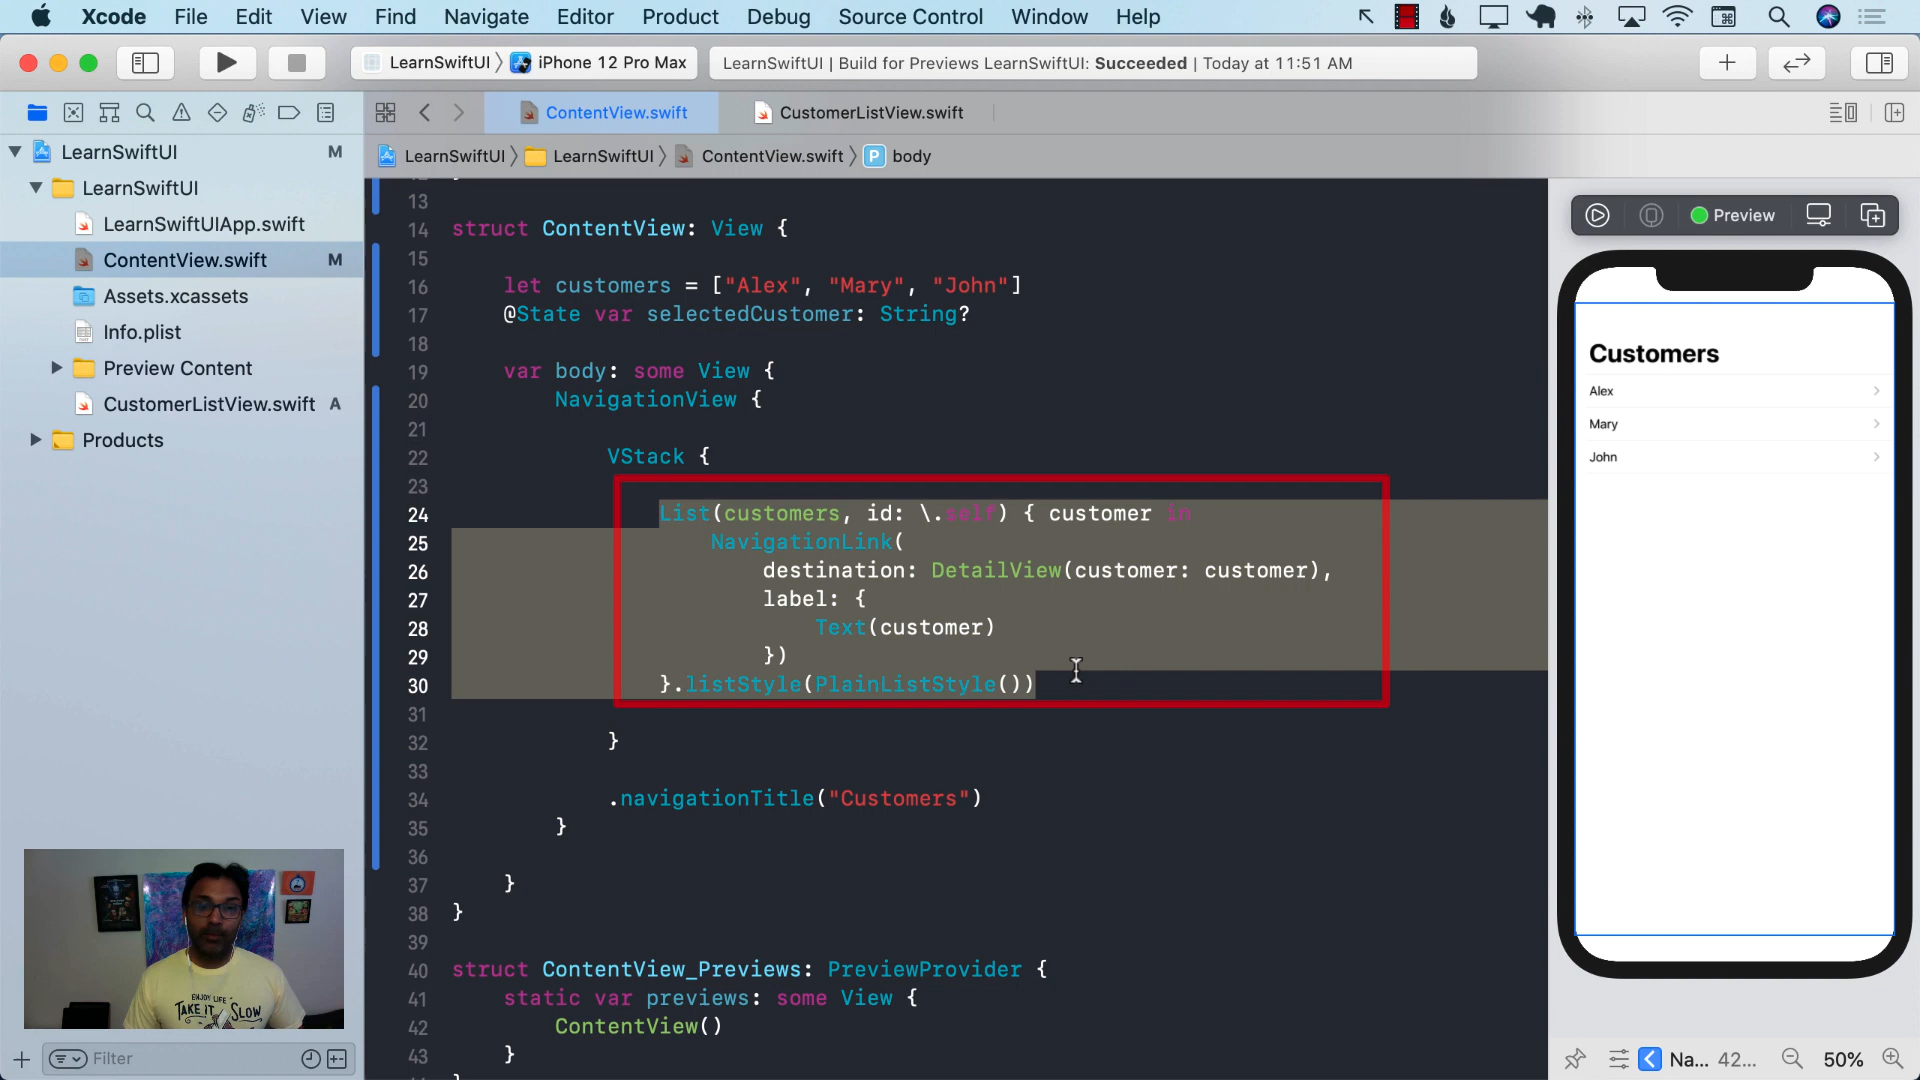 Xcode File Edit View Find Navigate Editor Product Debug Source Control Window Help
LearnSwiftUI iPhone 12 Pro Max
LearnSwiftUI | Build for Previews LearnSwiftUI: Succeeded | Today at 11:51 AM
ContentView.swift
CustomerListView.swift
LearnSwiftUI M
LearnSwiftUI
LearnSwiftUIApp.swift
ContentView.swift M
Assets.xcassets
Info.plist
Preview Content
CustomerListView.swift A
Products
Filter
LearnSwiftUI LearnSwiftUI ContentView.swift P body
13
14 struct ContentView: View {
15
16 let customers = ["Alex", "Mary", "John"]
17 @State var selectedCustomer: String?
18
19 var body: some View {
20 NavigationView {
21
22 VStack {
23
24 List(customers, id: \.self) { customer in
25 NavigationLink(
26 destination: DetailView(customer: customer),
27 label: {
28 Text(customer)
29 })
30 }.listStyle(PlainListStyle())
31
32 }
33
34 .navigationTitle("Customers")
35 }
36
37 }
38 }
39
40 struct ContentView_Previews: PreviewProvider {
41 static var previews: some View {
42 ContentView()
43 }
Preview
Customers
Alex
Mary
John
Na... 42... 50%
ENJOY LIFE
TAKE IT SLOW